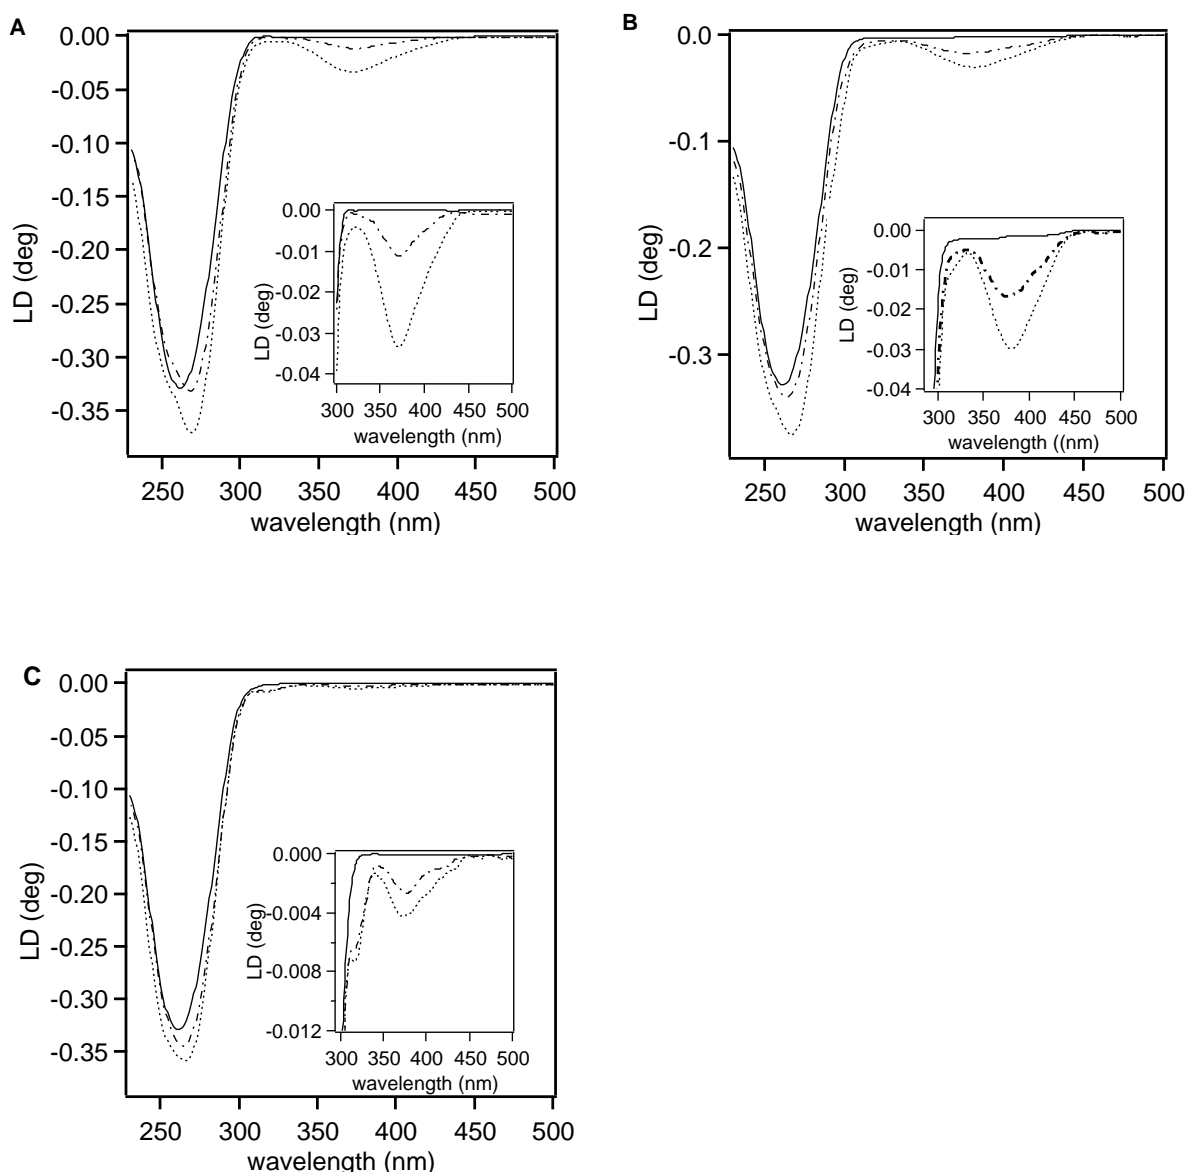 A
0.00
-0.05
-0.10
-0.15
-0.20
-0.25
-0.30
-0.35
LD (deg)
250 300 350 400 450 500
wavelength (nm)
0.00
-0.01
-0.02
-0.03
-0.04
LD (deg)
300 350 400 450 500
wavelength (nm)
B
0.0
-0.1
-0.2
-0.3
LD (deg)
250 300 350 400 450 500
wavelength (nm)
0.00
-0.01
-0.02
-0.03
-0.04
LD (deg)
300 350 400 450 500
wavelength ((nm)
C
0.00
-0.05
-0.10
-0.15
-0.20
-0.25
-0.30
-0.35
LD (deg)
250 300 350 400 450 500
wavelength (nm)
0.000
-0.004
-0.008
-0.012
LD (deg)
300 350 400 450 500
wavelength (nm)